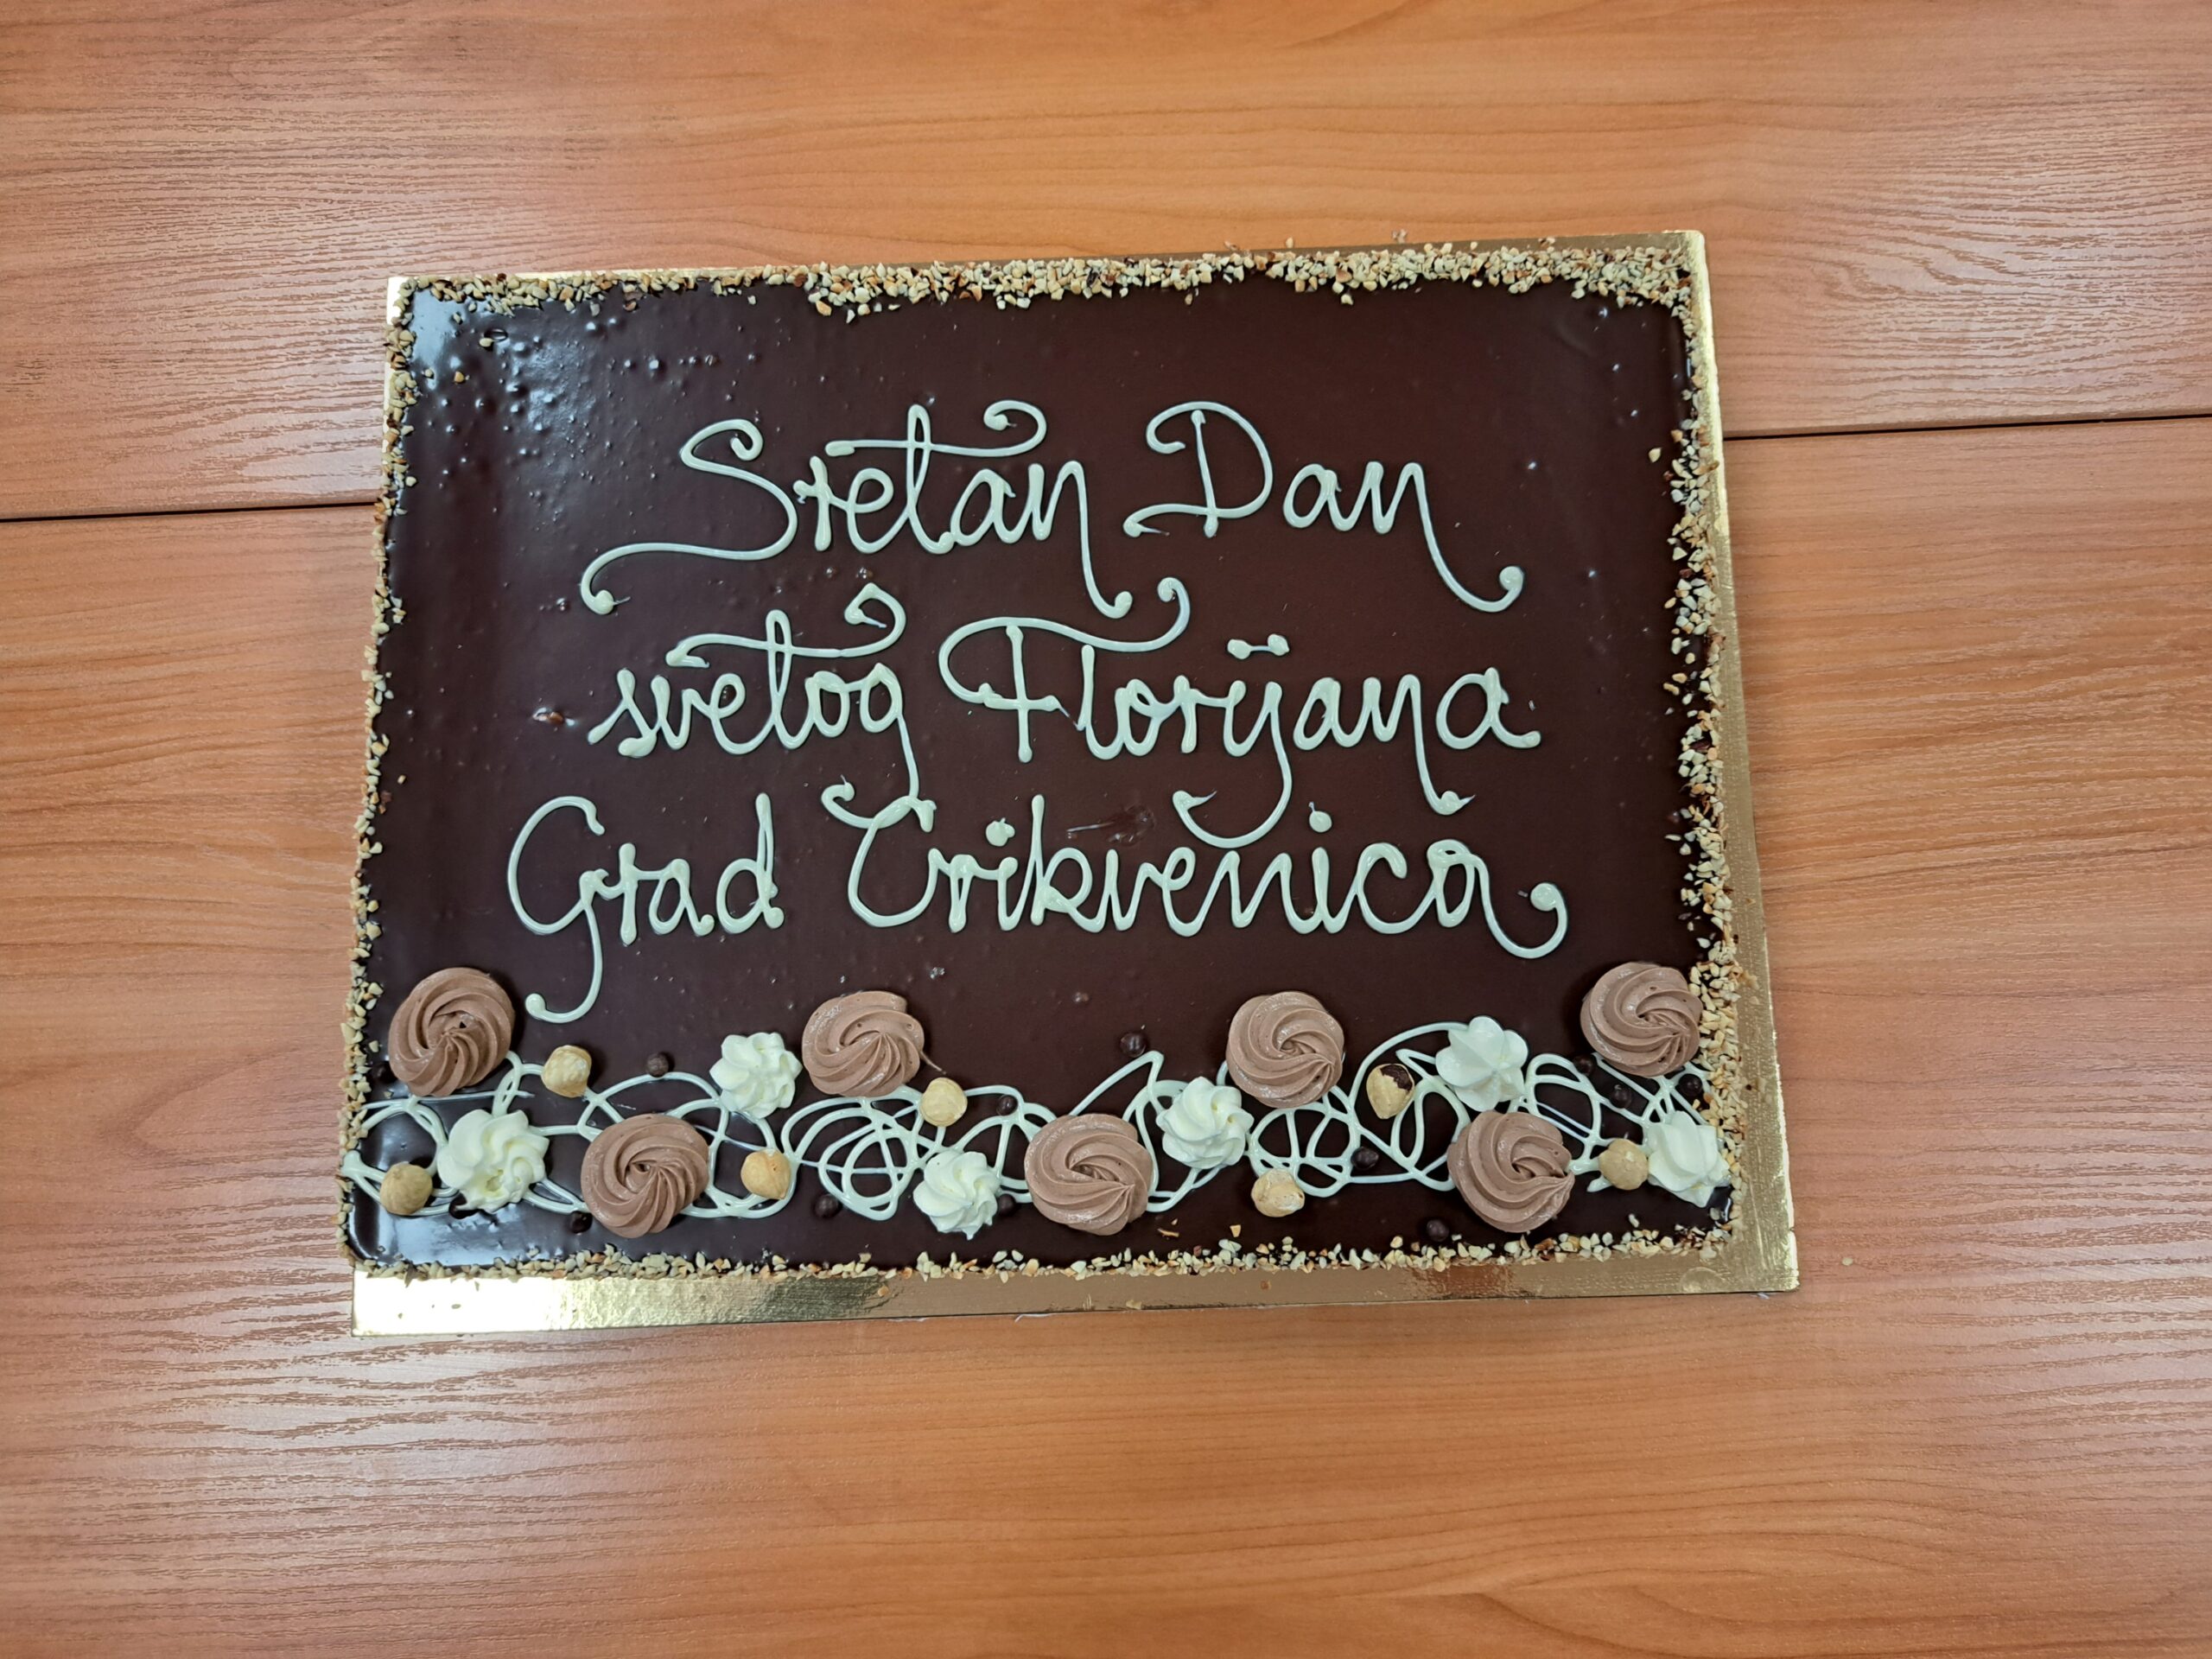 Sretan Dan
svetog Florijana
Grad Crikvenica